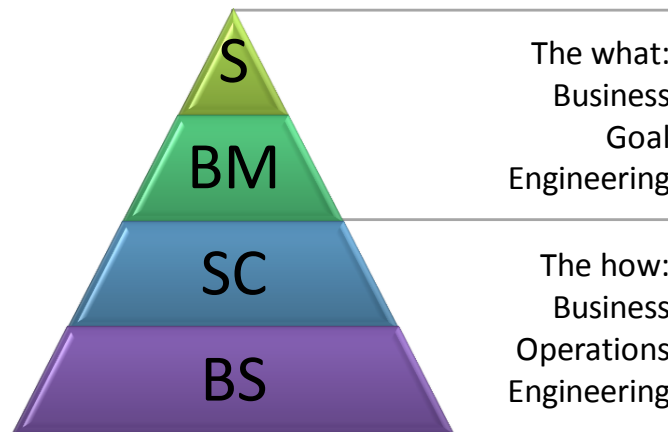 S
BM
SC
BS
The what:
Business
Goal
Engineering
The how:
Business
Operations
Engineering